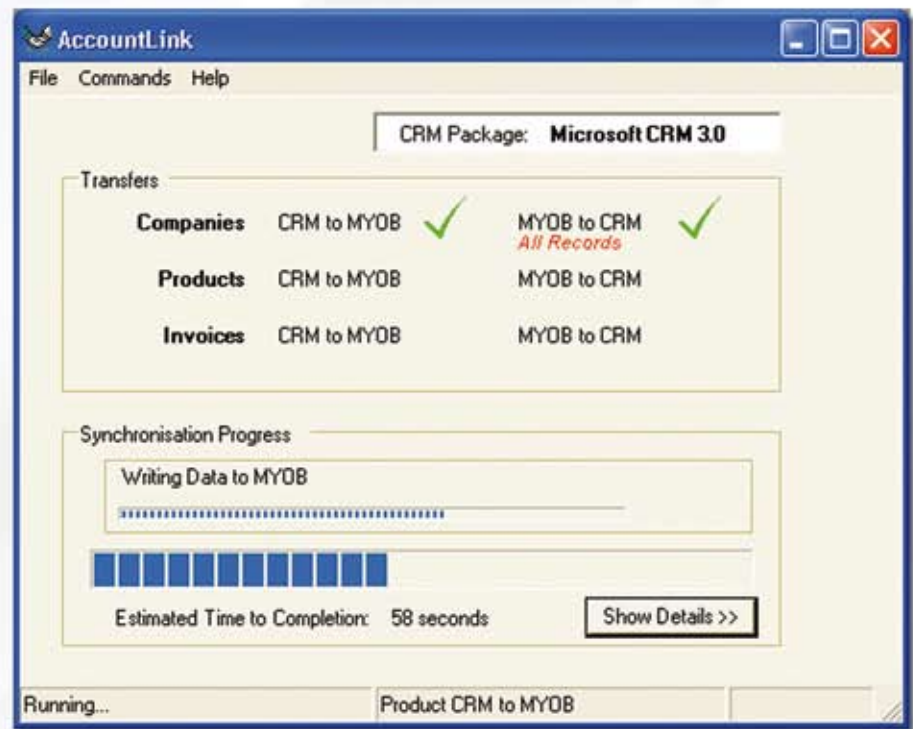 AccountLink
File Commands Help
CRM Package: Microsoft CRM 3.0
Transfers
Companies CRM to MYOB MYOB to CRM
All Records
Products CRM to MYOB MYOB to CRM
Invoices CRM to MYOB MYOB to CRM
Synchronisation Progress
Writing Data to MYOB
Estimated Time to Completion: 58 seconds Show Details >>
Running... Product CRM to MYOB